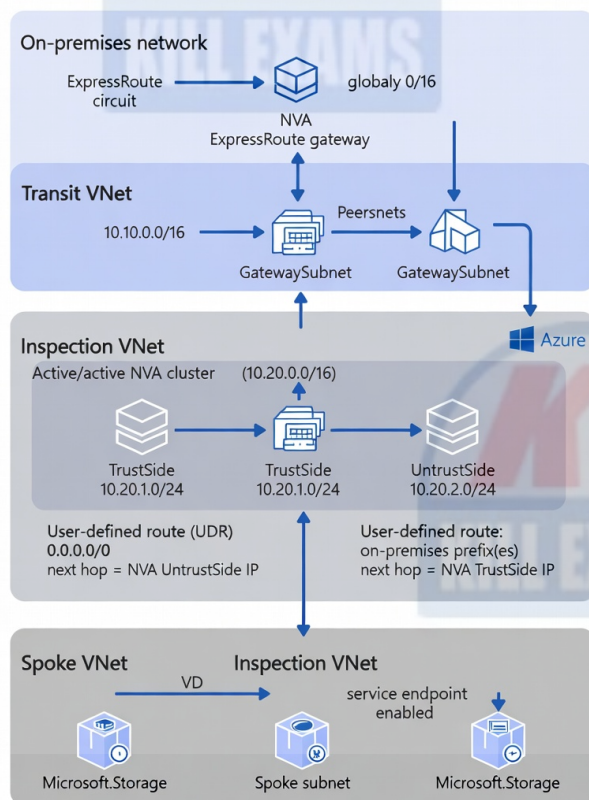 KILL EXAMS
On-premises network
ExpressRoute
circuit
globaly 0/16
NVA
ExpressRoute gateway
Transit VNet
10.10.0.0/16
Peersnets
GatewaySubnet
GatewaySubnet
Azure
Inspection VNet
Active/active NVA cluster (10.20.0.0/16)
TrustSide
10.20.1.0/24
TrustSide
10.20.1.0/24
UntrustSide
10.20.2.0/24
User-defined route (UDR)
0.0.0.0/0
next hop = NVA UntrustSide IP
User-defined route:
on-premises prefix(es)
next hop = NVA TrustSide IP
KILL EX
Spoke VNet
Inspection VNet
VD
service endpoint
enabled
Microsoft.Storage
Spoke subnet
Microsoft.Storage